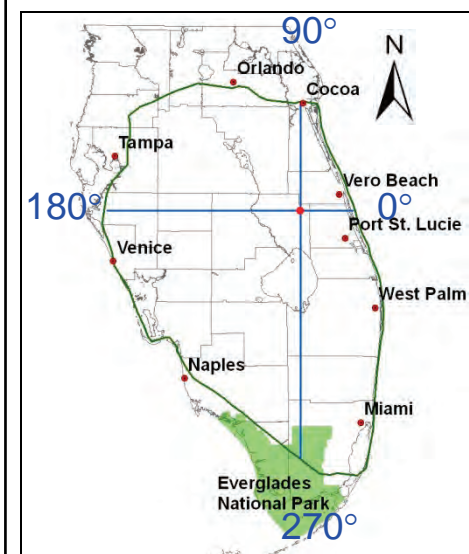 90°
N
Orlando
Cocoa
Tampa
Vero Beach
180°
0°
Port St. Lucie
Venice
West Palm
Naples
Miami
Everglades
National Park
270°